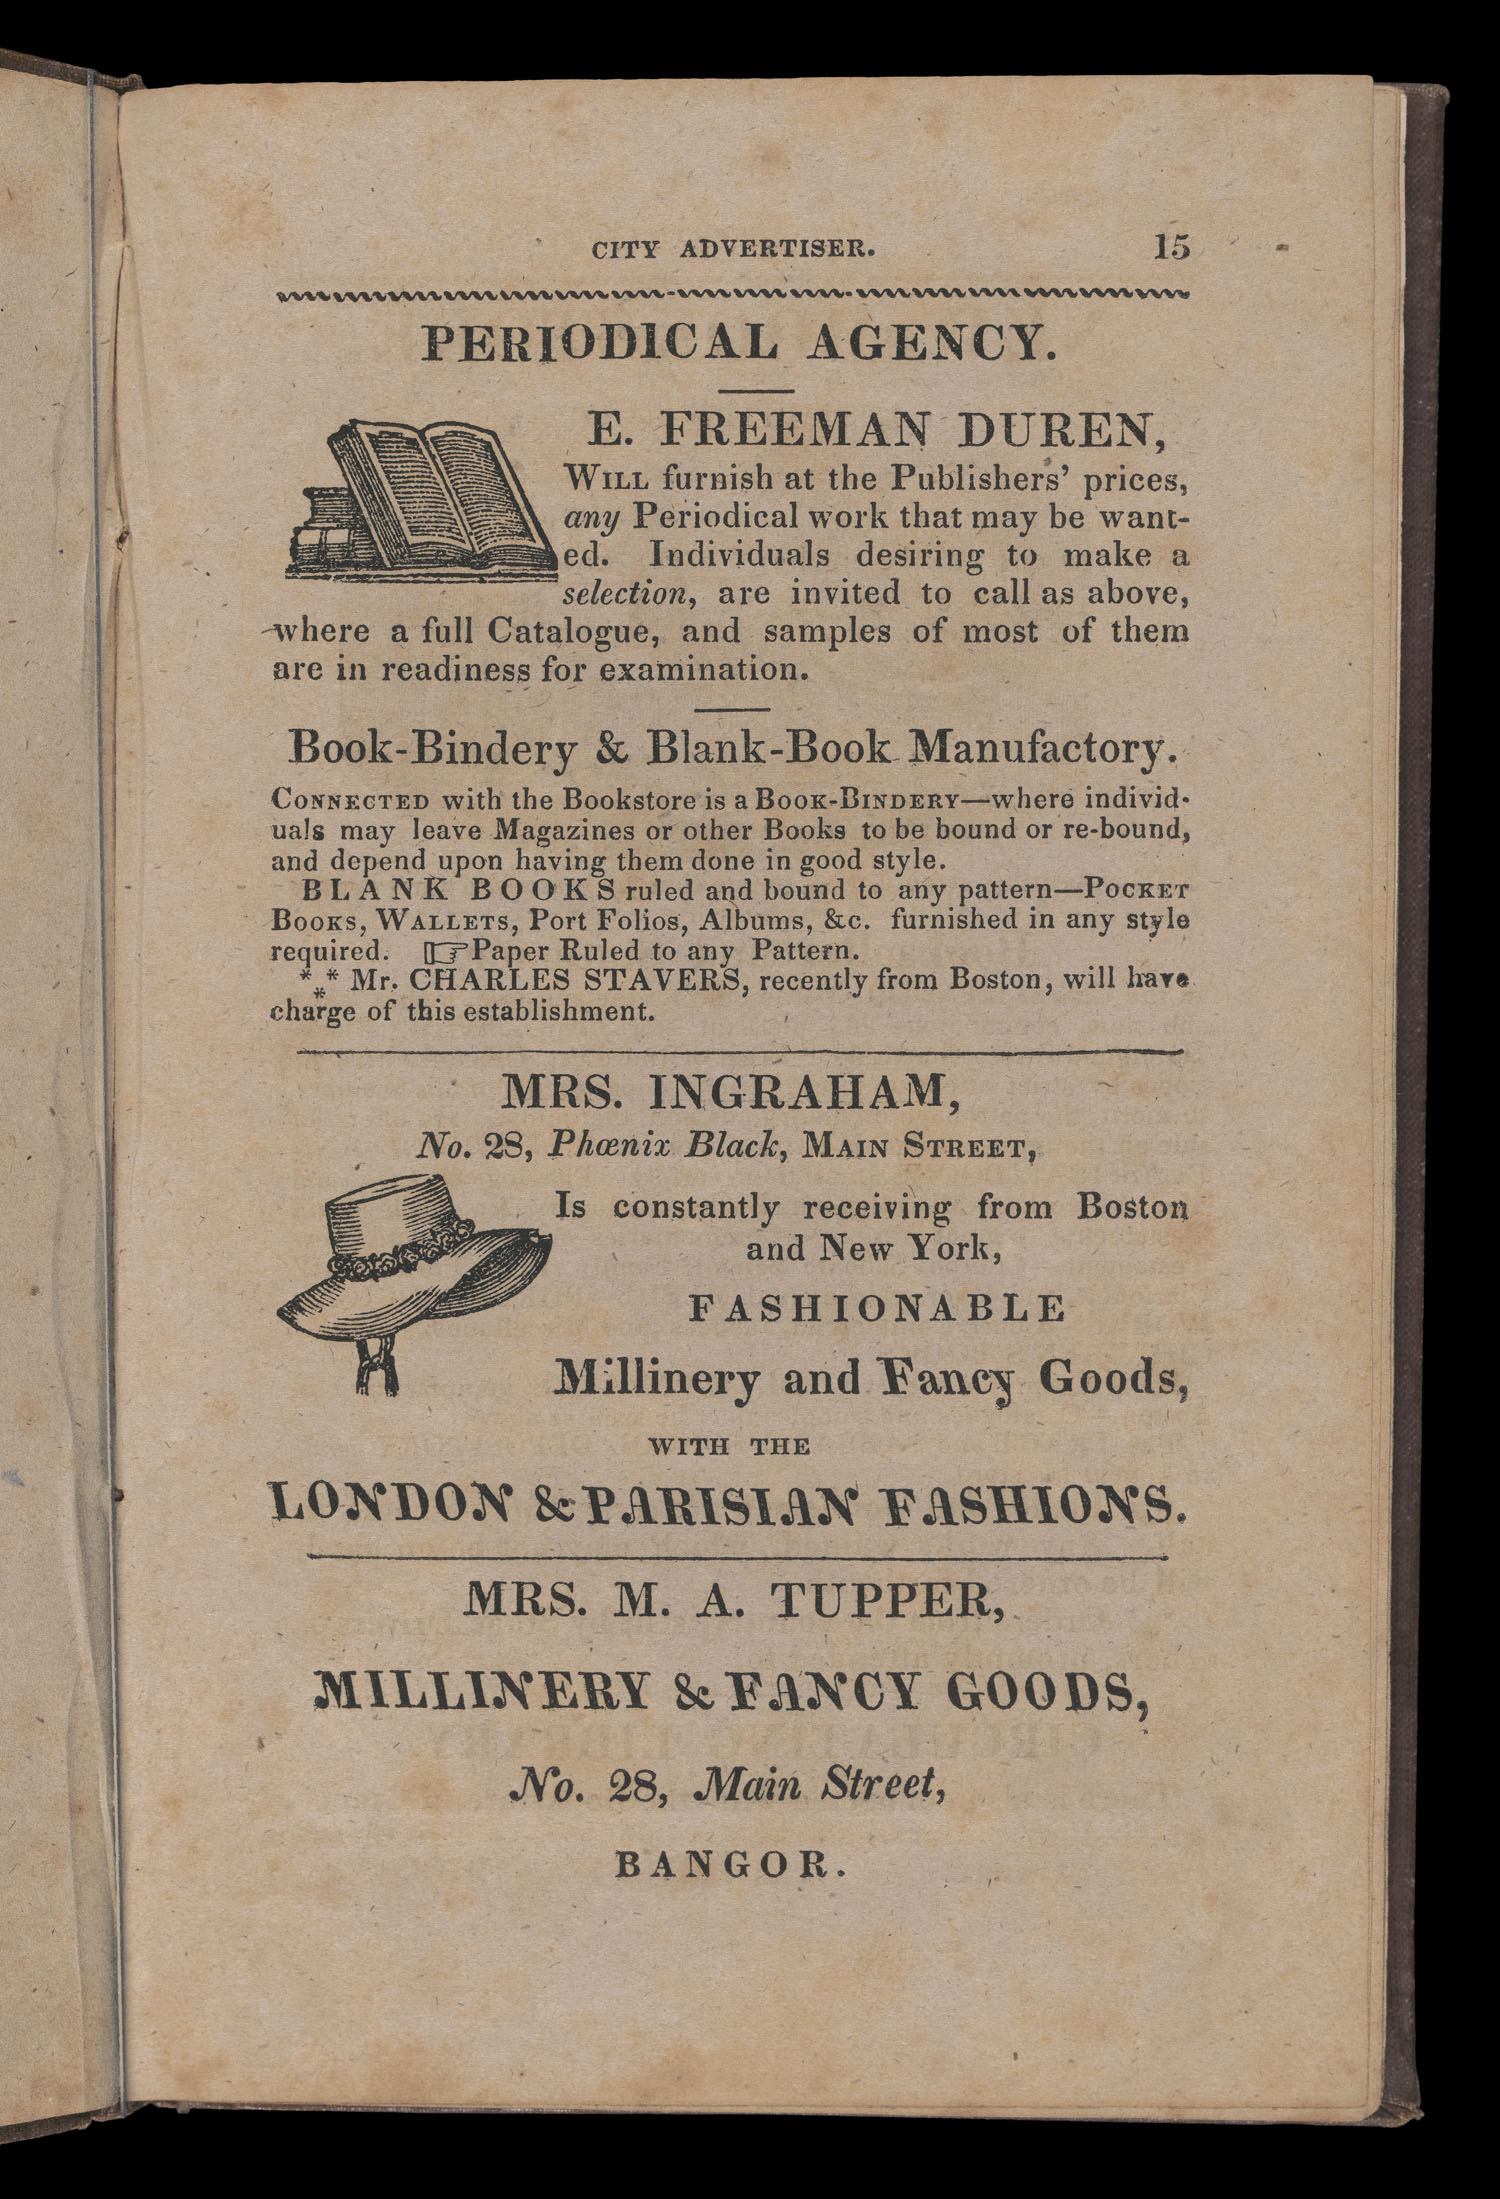 CITY ADVERTISER. 15
PERIODICAL AGENCY.
E. FREEMAN DUREN,
WILL furnish at the Publishers' prices,
any Periodical work that may be want-
ed. Individuals desiring to make a
selection, are invited to call as above,
where a full Catalogue, and samples of most of them
are in readiness for examination.
Book-Bindery & Blank-Book Manufactory.
CONNECTED with the Bookstore is a BOOK-BINDERY—where individ-
uals may leave Magazines or other Books to be bound or re-bound,
and depend upon having them done in good style.
BLANK BOOKS ruled and bound to any pattern—POCKET
BOOKS, WALLETS, Port Folios, Albums, &c. furnished in any style
required. ☞Paper Ruled to any Pattern.
*** Mr. CHARLES STAVERS, recently from Boston, will have
charge of this establishment.
MRS. INGRAHAM,
No. 28, Phœnix Black, MAIN STREET,
Is constantly receiving from Boston
and New York,
FASHIONABLE
Millinery and Fancy Goods,
WITH THE
LONDON & PARISIAN FASHIONS.
MRS. M. A. TUPPER,
MILLINERY & FANCY GOODS,
No. 28, Main Street,
BANGOR.